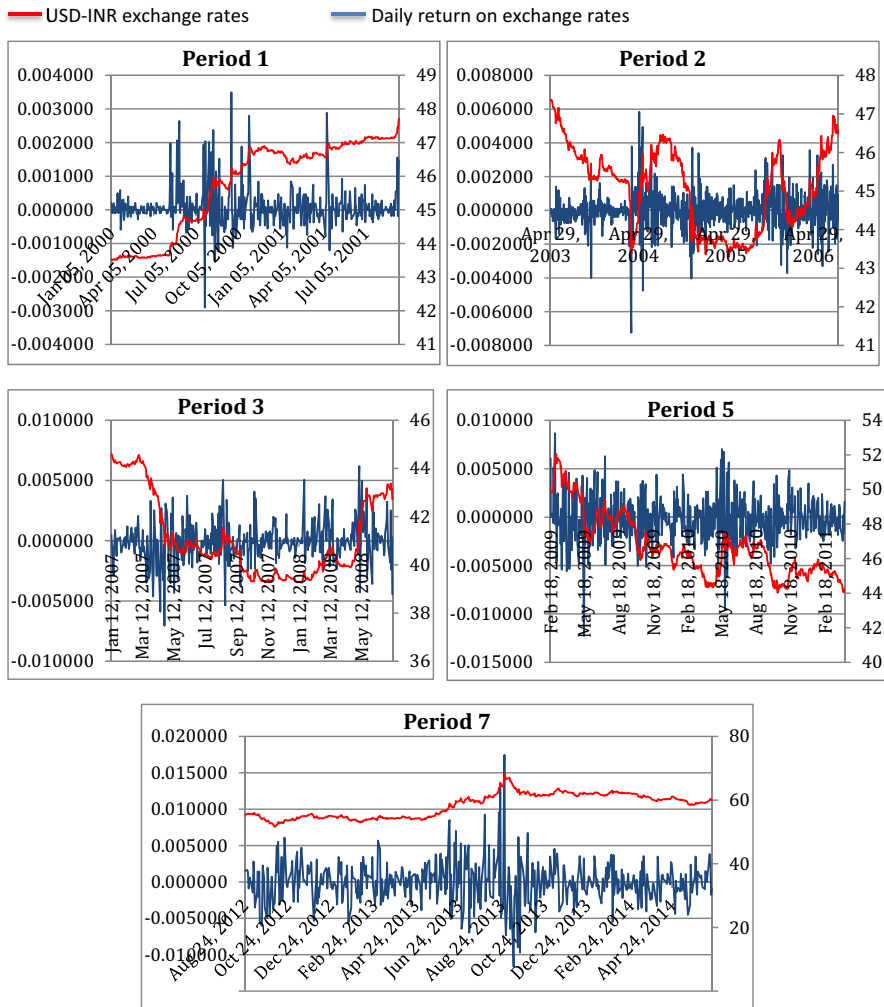 USD-INR exchange rates
Daily return on exchange rates
Period 1
0.004000
0.003000
0.002000
0.001000
0.000000
-0.001000
-0.002000
-0.003000
-0.004000
49
48
47
46
45
44
43
42
41
Jan 05, 2000
Apr 05, 2000
Jul 05, 2000
Oct 05, 2000
Jan 05, 2001
Apr 05, 2001
Jul 05, 2001
Period 2
0.008000
0.006000
0.004000
0.002000
0.000000
-0.002000
-0.004000
-0.006000
-0.008000
48
47
46
45
44
43
42
41
Apr 29, 2003
Apr 29, 2004
Apr 29, 2005
Apr 29, 2006
Period 3
0.010000
0.005000
0.000000
-0.005000
-0.010000
46
44
42
40
38
36
Jan 12, 2007
Mar 12, 2007
May 12, 2007
Jul 12, 2007
Sep 12, 2007
Nov 12, 2007
Jan 12, 2008
Mar 12, 2008
May 12, 2008
Period 5
0.010000
0.005000
0.000000
-0.005000
-0.010000
-0.015000
54
52
50
48
46
44
42
40
Feb 18, 2009
May 18, 2009
Aug 18, 2009
Nov 18, 2009
Feb 18, 2010
May 18, 2010
Aug 18, 2010
Nov 18, 2010
Feb 18, 2011
Period 7
0.020000
0.015000
0.010000
0.005000
0.000000
-0.005000
-0.010000
80
60
40
20
Aug 24, 2012
Oct 24, 2012
Dec 24, 2012
Feb 24, 2013
Apr 24, 2013
Jun 24, 2013
Aug 24, 2013
Oct 24, 2013
Dec 24, 2013
Feb 24, 2014
Apr 24, 2014